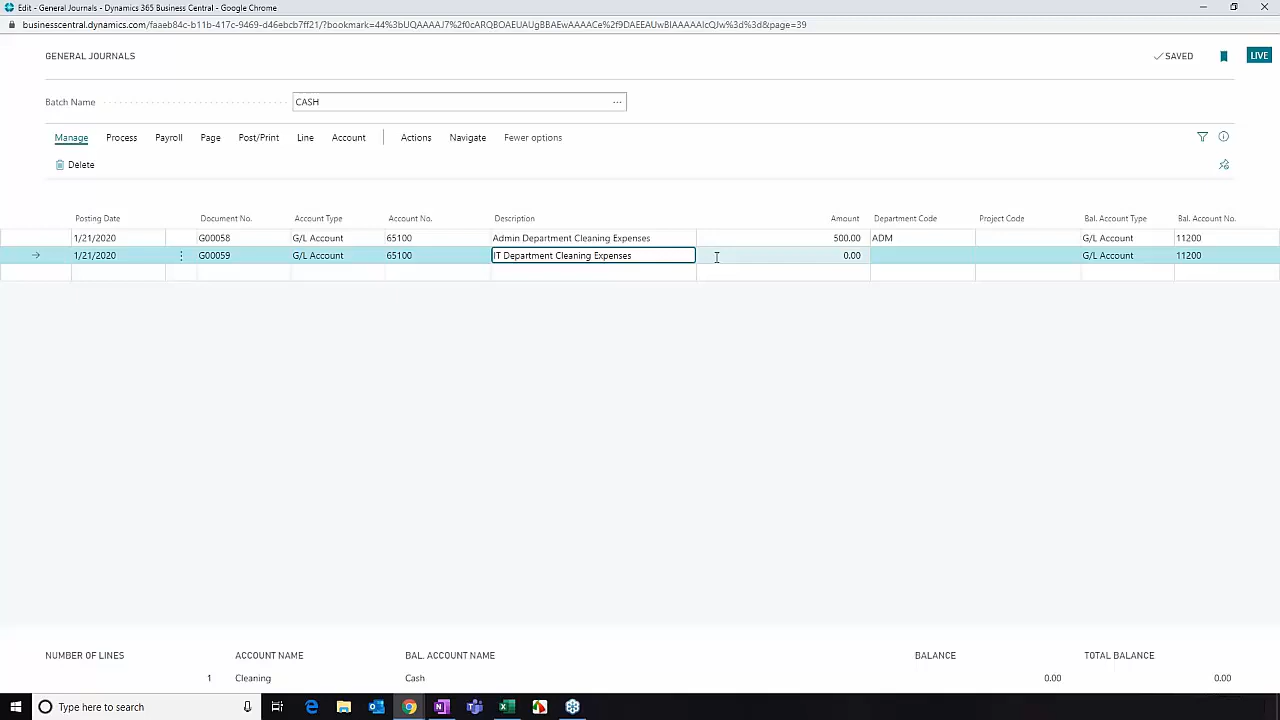 Edit - General Journals - Dynamics 365 Business Central - Google Chrome
businesscentral.dynamics.com/faaeb84c-b11b-417c-9469-d46ebcb7ff21/?bookmark=44%3bUQAAAAJ7%2f0cARQBOAEUAUgBBAEwAAAACe%2f9DAEEAUwBIAAAAAIcQJw%3d%3d&page=39
GENERAL JOURNALS
SAVED
LIVE
Batch Name
CASH
Manage Process Payroll Page Post/Print Line Account Actions Navigate Fewer options
Delete
Posting Date Document No. Account Type Account No. Description Amount Department Code Project Code Bal. Account Type Bal. Account No.
1/21/2020 G00058 G/L Account 65100 Admin Department Cleaning Expenses 500.00 ADM G/L Account 11200
1/21/2020 G00059 G/L Account 65100 IT Department Cleaning Expenses 0.00 G/L Account 11200
NUMBER OF LINES ACCOUNT NAME BAL. ACCOUNT NAME BALANCE TOTAL BALANCE
1 Cleaning Cash 0.00 0.00
Type here to search